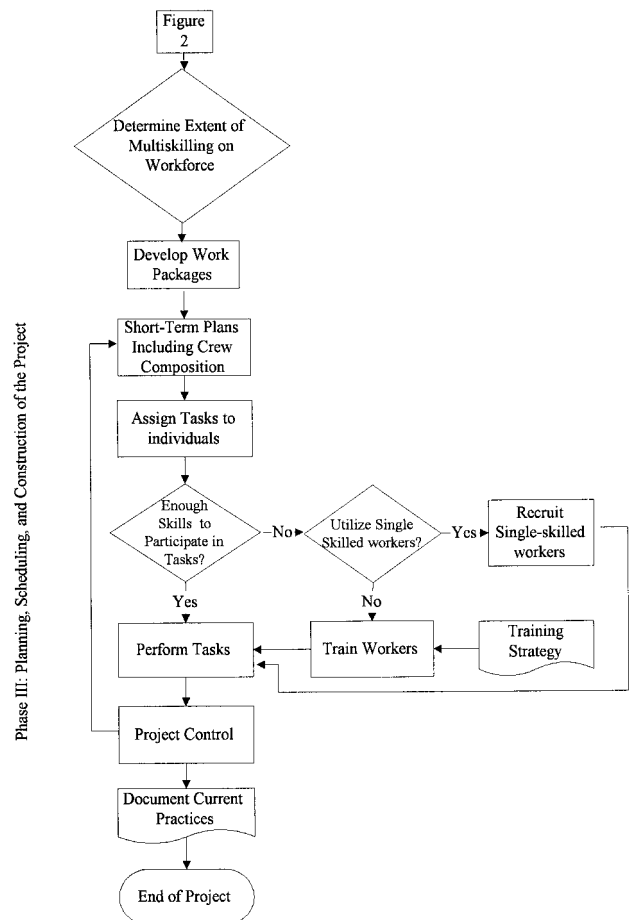 Figure
2
Determine Extent of
Multiskilling on
Workforce
Develop Work
Packages
Short-Term Plans
Including Crew
Composition
Assign Tasks to
individuals
Enough
Skills to
Participate in
Tasks?
No
Utilize Single
Skilled workers?
Yes
Recruit
Single-skilled
workers
Yes
No
Perform Tasks
Train Workers
Training
Strategy
Project Control
Document Current
Practices
End of Project
Phase III: Planning, Scheduling, and Construction of the Project